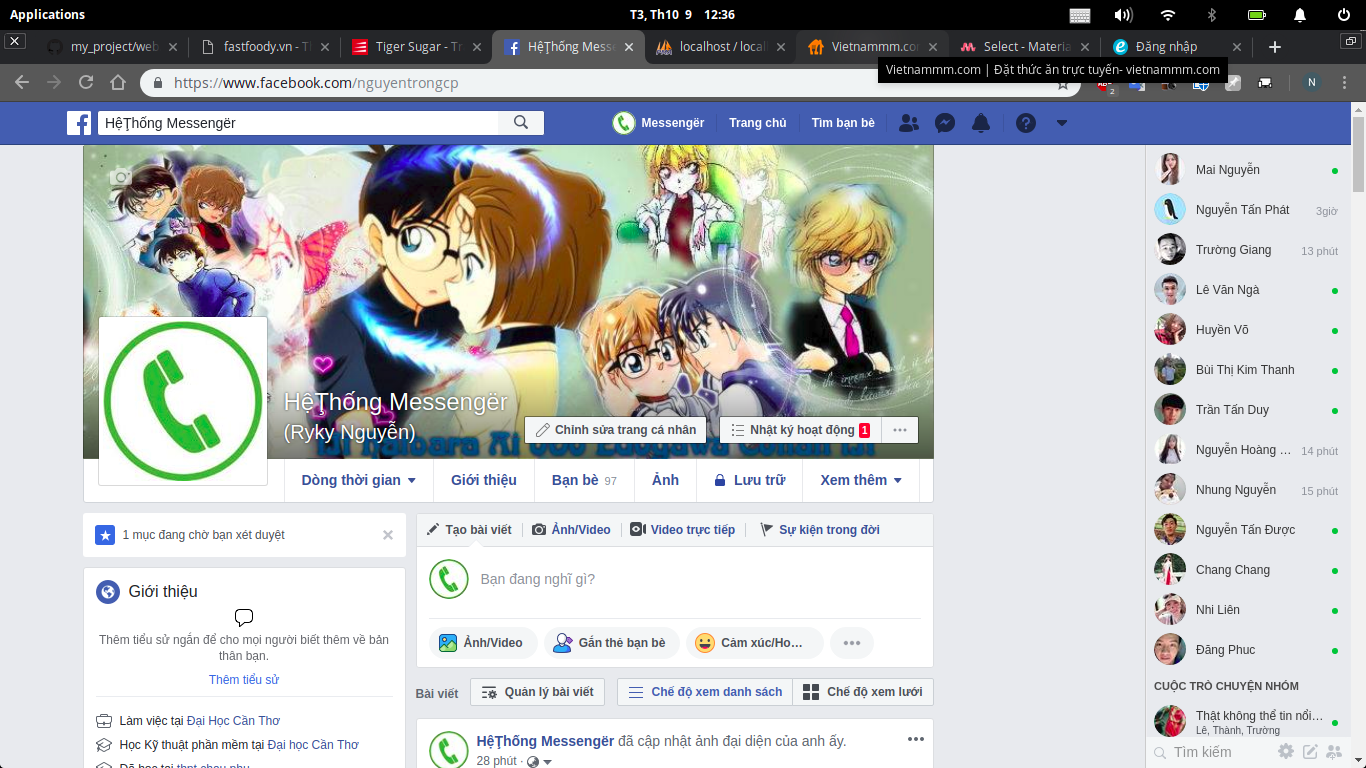 Applications
T3, Th10 9 12:36
my_project/web
fastfoody.vn - T
Tiger Sugar - Tr
HệṬhống Mess
localhost / local
Vietnammm.co
Select - Materia
Đăng nhập
https://www.facebook.com/nguyentrongcp
Vietnammm.com | Đặt thức ăn trực tuyến- vietnammm.com
2
N
HệṬhống Messengër
Messengër
Trang chủ
Tìm bạn bè
HệṬhống Messengër
(Ryky Nguyễn)
Chỉnh sửa trang cá nhân
Nhật ký hoạt động 1
Dòng thời gian
Giới thiệu
Bạn bè 97
Ảnh
Lưu trữ
Xem thêm
1 mục đang chờ bạn xét duyệt
Giới thiệu
Thêm tiểu sử ngắn để cho mọi người biết thêm về bản
thân bạn.
Thêm tiểu sử
Làm việc tại Đại Học Cần Thơ
Học Kỹ thuật phần mềm tại Đại học Cần Thơ
Đã học tại thpt chau phu
Tạo bài viết
Ảnh/Video
Video trực tiếp
Sự kiện trong đời
Bạn đang nghĩ gì?
Ảnh/Video
Gắn thẻ bạn bè
Cảm xúc/Ho...
Bài viết
Quản lý bài viết
Chế độ xem danh sách
Chế độ xem lưới
HệṬhống Messengër đã cập nhật ảnh đại diện của anh ấy.
28 phút ·
Mai Nguyễn
Nguyễn Tấn Phát 3giờ
Trường Giang 13 phút
Lê Văn Ngà
Huyền Võ
Bùi Thị Kim Thanh
Trần Tấn Duy
Nguyễn Hoàng ... 14 phút
Nhung Nguyễn 15 phút
Nguyễn Tấn Được
Chang Chang
Nhi Liên
Đăng Phuc
CUỘC TRÒ CHUYỆN NHÓM
Thật không thể tin nổi...
Lê, Thành, Trường
Tìm kiếm